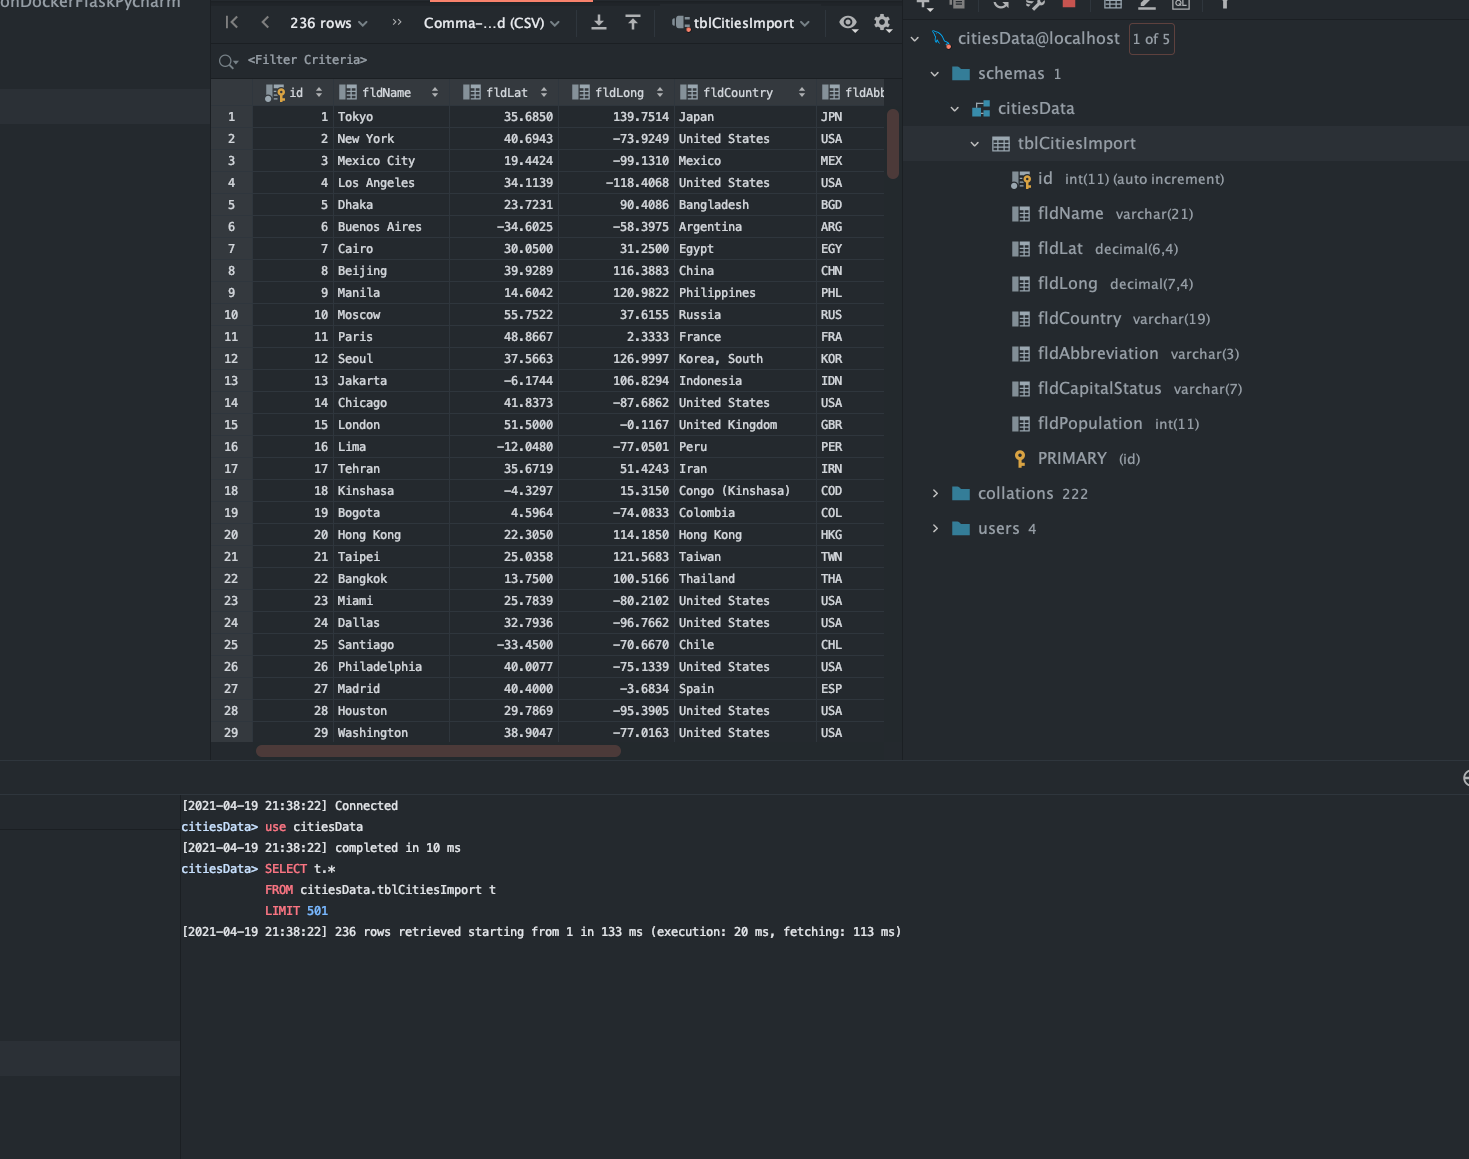 onDockerFlaskPycharm
236 rows
Comma-...d (CSV)
tblCitiesImport
<Filter Criteria>
id fldName fldLat fldLong fldCountry fldAbb
1 1 Tokyo 35.6850 139.7514 Japan JPN
2 2 New York 40.6943 -73.9249 United States USA
3 3 Mexico City 19.4424 -99.1310 Mexico MEX
4 4 Los Angeles 34.1139 -118.4068 United States USA
5 5 Dhaka 23.7231 90.4086 Bangladesh BGD
6 6 Buenos Aires -34.6025 -58.3975 Argentina ARG
7 7 Cairo 30.0500 31.2500 Egypt EGY
8 8 Beijing 39.9289 116.3883 China CHN
9 9 Manila 14.6042 120.9822 Philippines PHL
10 10 Moscow 55.7522 37.6155 Russia RUS
11 11 Paris 48.8667 2.3333 France FRA
12 12 Seoul 37.5663 126.9997 Korea, South KOR
13 13 Jakarta -6.1744 106.8294 Indonesia IDN
14 14 Chicago 41.8373 -87.6862 United States USA
15 15 London 51.5000 -0.1167 United Kingdom GBR
16 16 Lima -12.0480 -77.0501 Peru PER
17 17 Tehran 35.6719 51.4243 Iran IRN
18 18 Kinshasa -4.3297 15.3150 Congo (Kinshasa) COD
19 19 Bogota 4.5964 -74.0833 Colombia COL
20 20 Hong Kong 22.3050 114.1850 Hong Kong HKG
21 21 Taipei 25.0358 121.5683 Taiwan TWN
22 22 Bangkok 13.7500 100.5166 Thailand THA
23 23 Miami 25.7839 -80.2102 United States USA
24 24 Dallas 32.7936 -96.7662 United States USA
25 25 Santiago -33.4500 -70.6670 Chile CHL
26 26 Philadelphia 40.0077 -75.1339 United States USA
27 27 Madrid 40.4000 -3.6834 Spain ESP
28 28 Houston 29.7869 -95.3905 United States USA
29 29 Washington 38.9047 -77.0163 United States USA
QL
citiesData@localhost 1 of 5
schemas 1
citiesData
tblCitiesImport
id int(11) (auto increment)
fldName varchar(21)
fldLat decimal(6,4)
fldLong decimal(7,4)
fldCountry varchar(19)
fldAbbreviation varchar(3)
fldCapitalStatus varchar(7)
fldPopulation int(11)
PRIMARY (id)
collations 222
users 4
[2021-04-19 21:38:22] Connected
citiesData> use citiesData
[2021-04-19 21:38:22] completed in 10 ms
citiesData> SELECT t.*
FROM citiesData.tblCitiesImport t
LIMIT 501
[2021-04-19 21:38:22] 236 rows retrieved starting from 1 in 133 ms (execution: 20 ms, fetching: 113 ms)